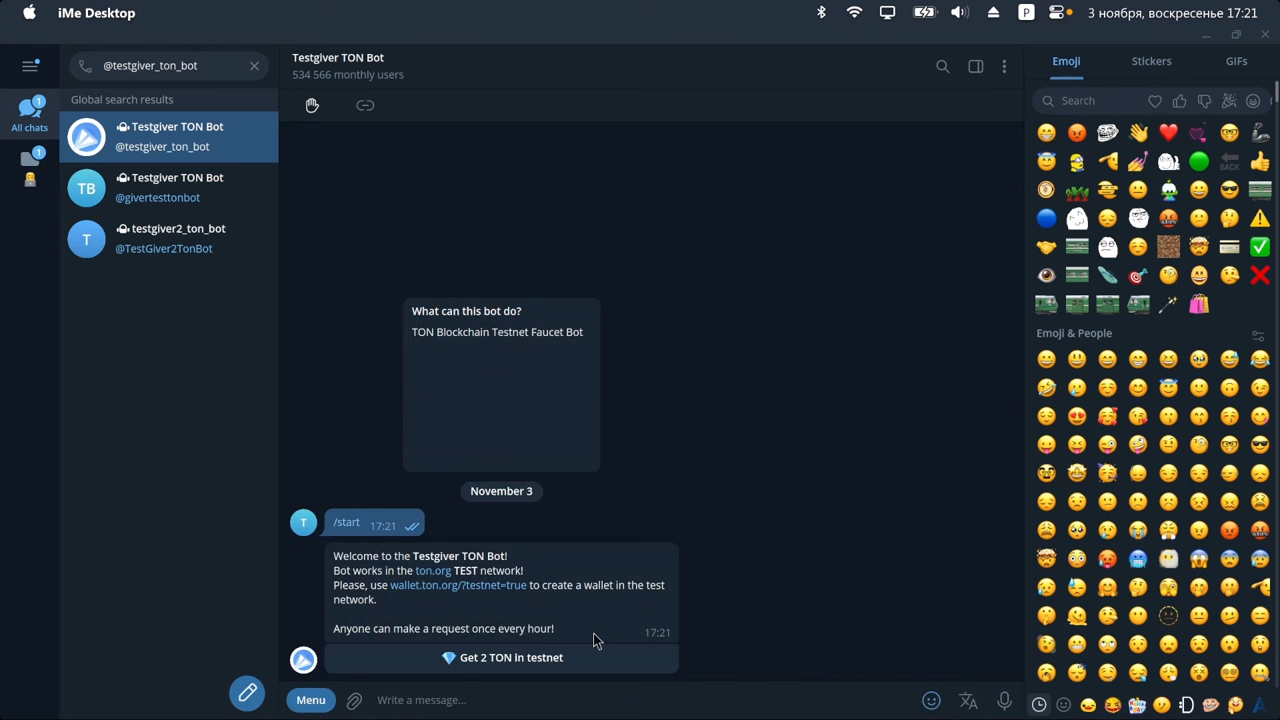 iMe Desktop
P
3 ноября, воскресенье 17:21
@testgiver_ton_bot
Global search results
1
All chats
1
Testgiver TON Bot
@testgiver_ton_bot
TB
Testgiver TON Bot
@givertesttonbot
T
testgiver2_ton_bot
@TestGiver2TonBot
Testgiver TON Bot
534 566 monthly users
What can this bot do?
TON Blockchain Testnet Faucet Bot
November 3
T
/start 17:21
Welcome to the Testgiver TON Bot!
Bot works in the ton.org TEST network!
Please, use wallet.ton.org/?testnet=true to create a wallet in the test
network.
Anyone can make a request once every hour!
17:21
Get 2 TON in testnet
Menu
Write a message...
Emoji
Stickers
GIFs
Search
BACK
Emoji & People